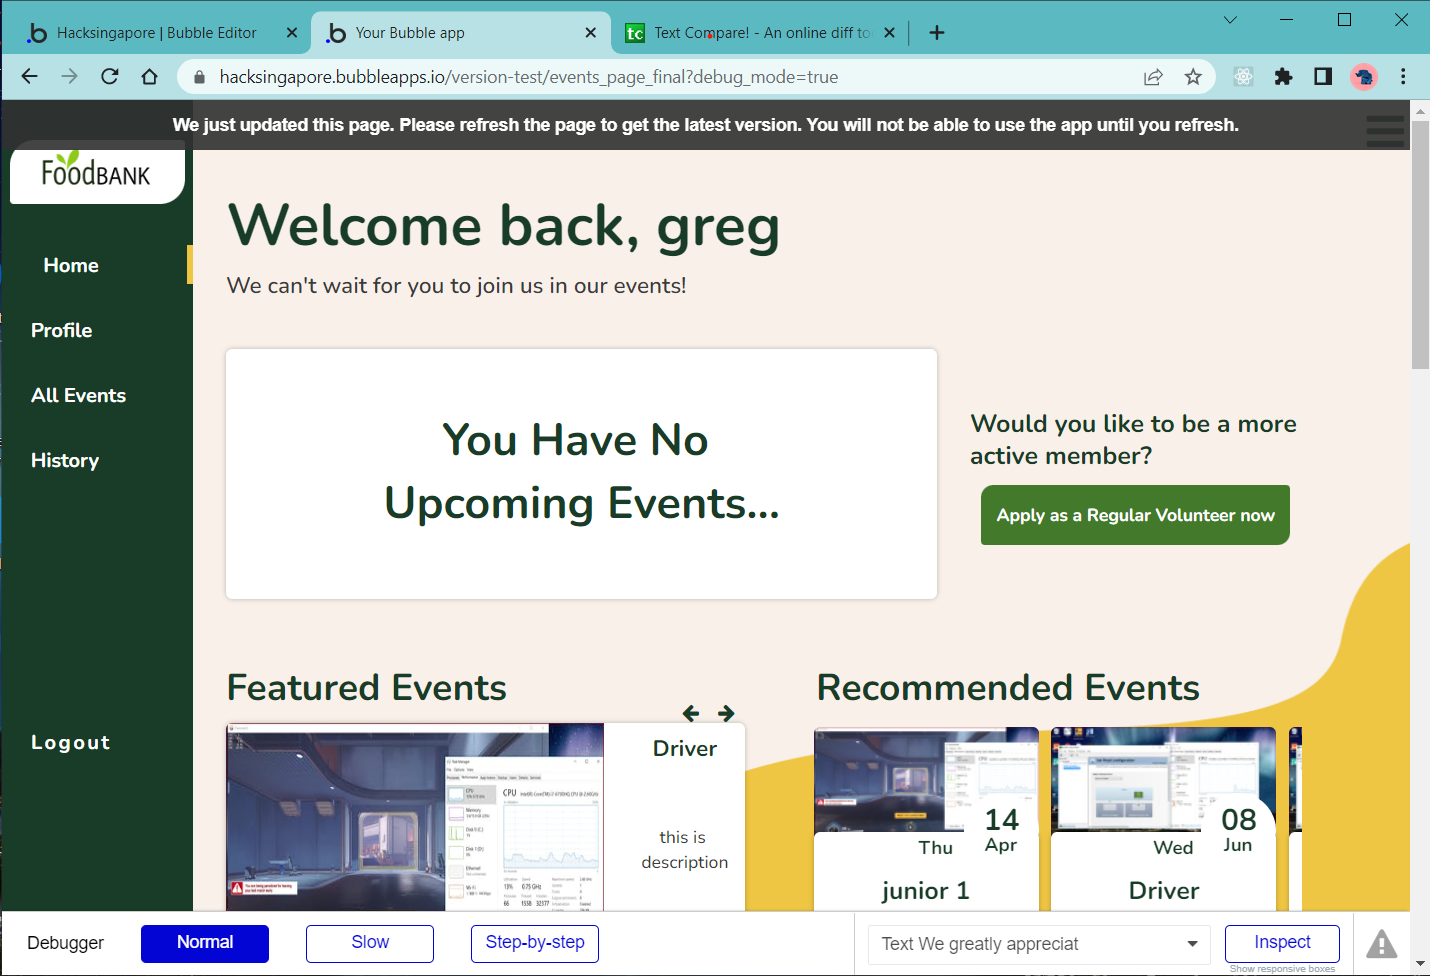 Hacksingapore | Bubble Editor
Your Bubble app
tc
Text Compare! - An online diff to
hacksingapore.bubbleapps.io/version-test/events_page_final?debug_mode=true
We just updated this page. Please refresh the page to get the latest version. You will not be able to use the app until you refresh.
FOODBANK
Home
Profile
All Events
History
Logout
Welcome back, greg
We can't wait for you to join us in our events!
You Have No
Upcoming Events...
Would you like to be a more
active member?
Apply as a Regular Volunteer now
Featured Events
Driver
this is
description
CPU
Recommended Events
14
Apr
Thu
junior 1
08
Jun
Wed
Driver
Debugger
Normal
Slow
Step-by-step
Text We greatly appreciat
Inspect
Show responsive boxes